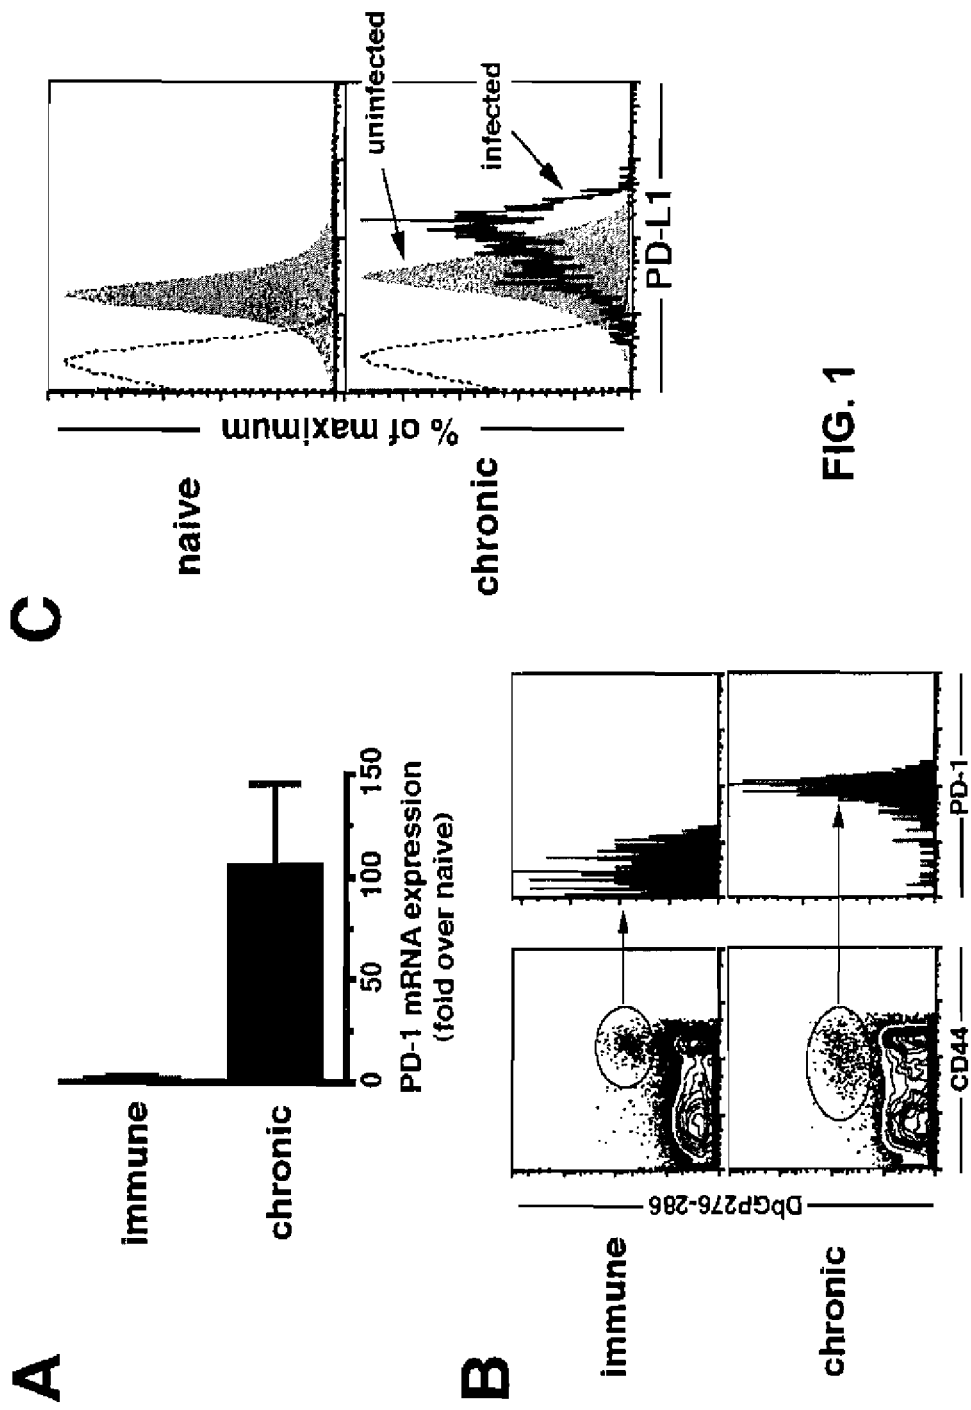 A
immune
chronic
0
50
100
150
PD-1 mRNA expression
(fold over naive)
B
immune
chronic
DbGP276-286
CD44
PD-1
C
naive
chronic
% of maximum
uninfected
infected
PD-L1
FIG. 1